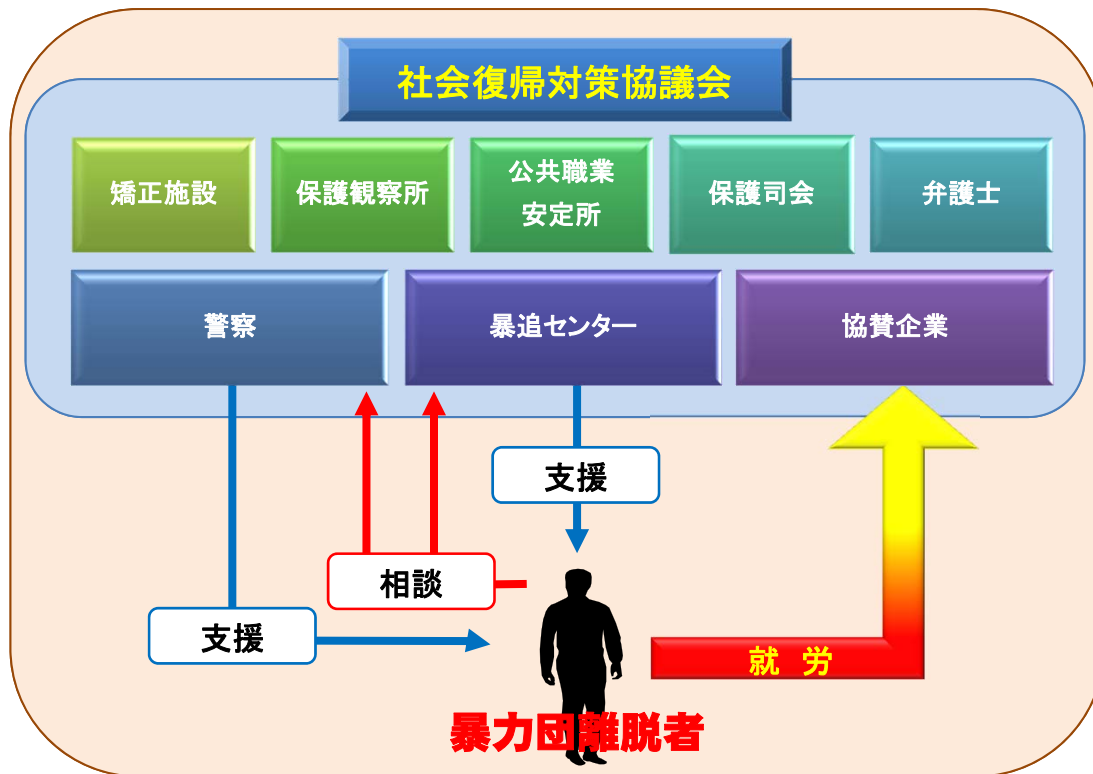 社会復帰対策協議会
矯正施設
保護観察所
公共職業
安定所
保護司会
弁護士
警察
暴追センター
協賛企業
支援
相談
支援
就 労
暴力団離脱者